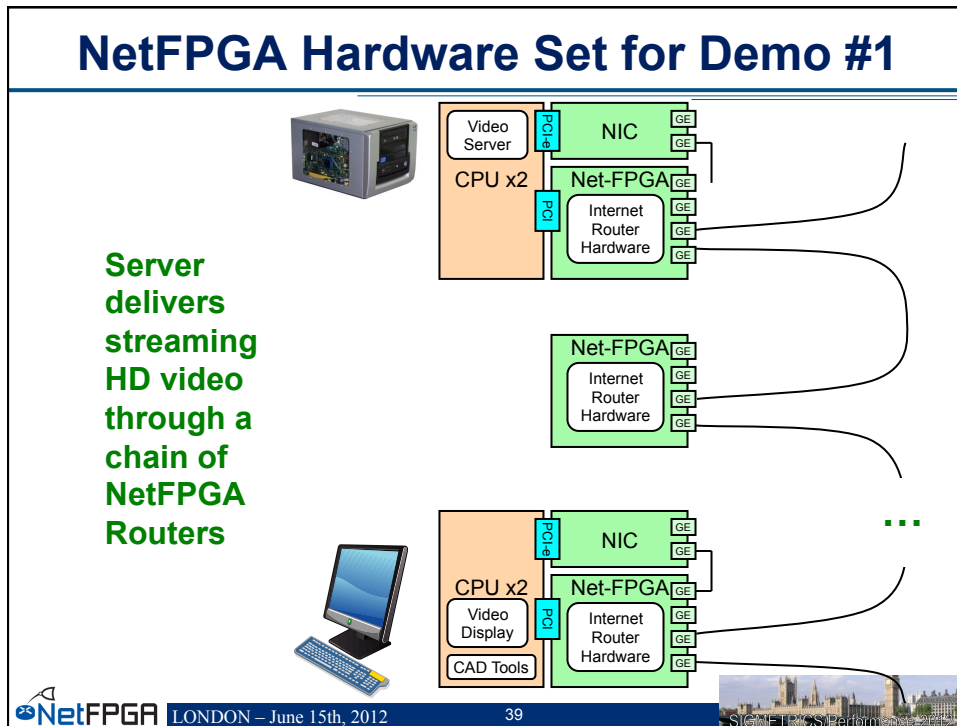 NetFPGA Hardware Set for Demo #1
Video
Server
CPU x2
PCI-e
PCI
NIC
GE
GE
Net-FPGA
GE
GE
GE
GE
Internet
Router
Hardware
Server
delivers
streaming
HD video
through a
chain of
NetFPGA
Routers
Net-FPGA
GE
GE
GE
GE
Internet
Router
Hardware
...
CPU x2
Video
Display
CAD Tools
PCI-e
PCI
NIC
GE
GE
Net-FPGA
GE
GE
GE
GE
Internet
Router
Hardware
NetFPGA
LONDON – June 15th, 2012
39
SIGMETRICS/Performance 2012